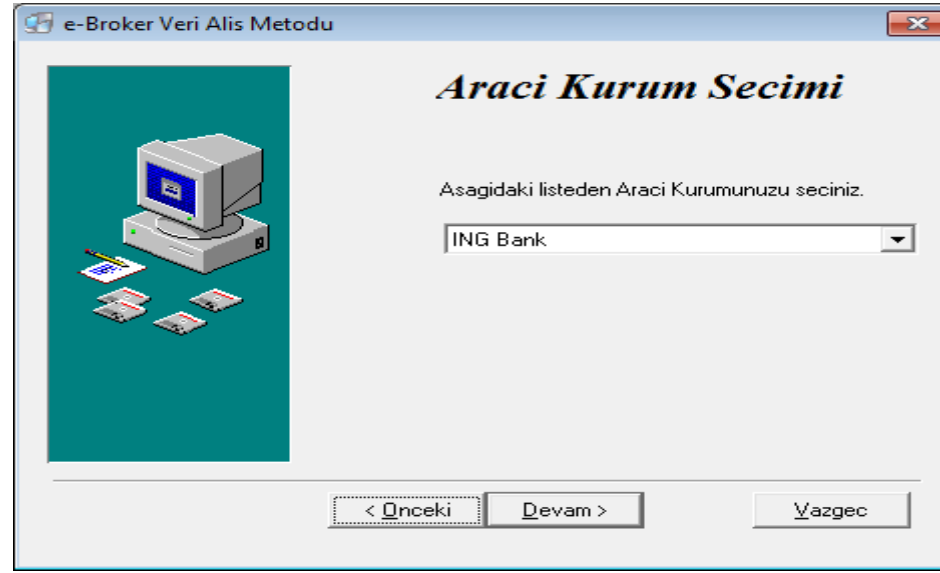 e-Broker Veri Alis Metodu
Araci Kurum Secimi
Asagidaki listeden Araci Kurumunuzu seciniz.
ING Bank
< Onceki Devam > Vazgec